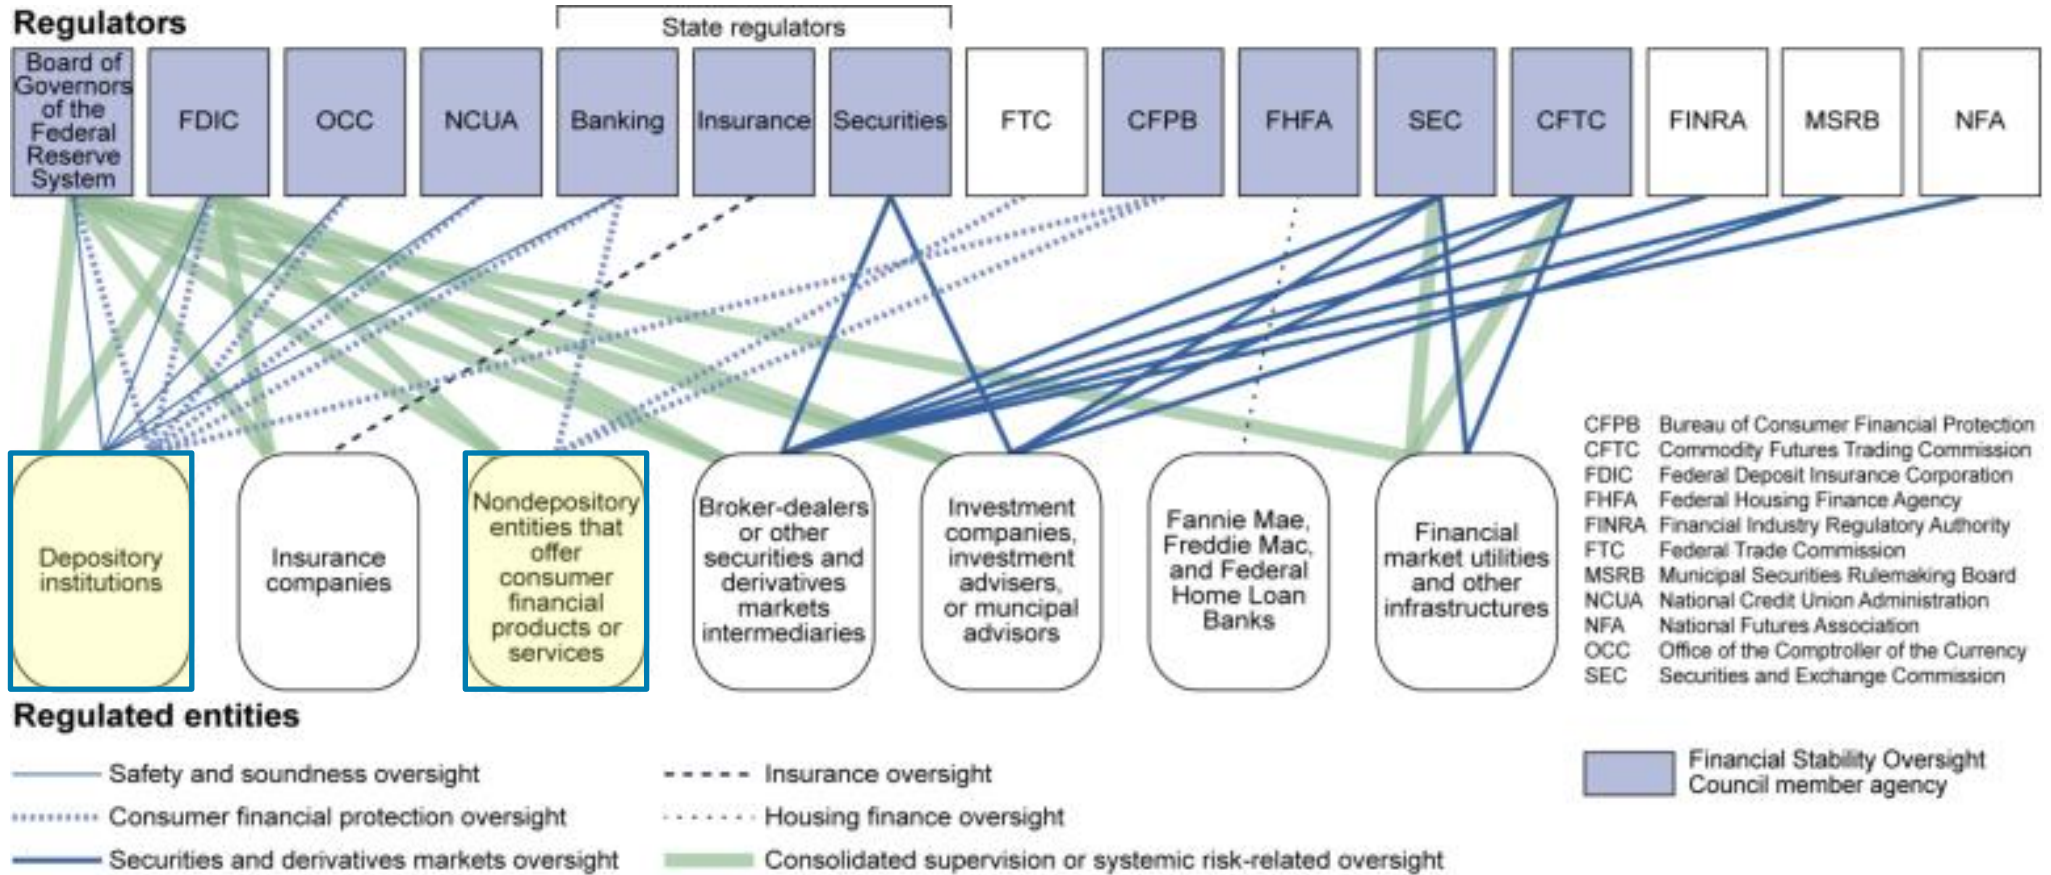 Regulators
State regulators
Board of
Governors
of the
Federal
Reserve
System
FDIC
OCC
NCUA
Banking
Insurance
Securities
FTC
CFPB
FHFA
SEC
CFTC
FINRA
MSRB
NFA
Depository
institutions
Insurance
companies
Nondepository
entities that
offer
consumer
financial
products or
services
Broker-dealers
or other
securities and
derivatives
markets
intermediaries
Investment
companies,
investment
advisers,
or muncipal
advisors
Fannie Mae,
Freddie Mac,
and Federal
Home Loan
Banks
Financial
market utilities
and other
infrastructures
CFPB Bureau of Consumer Financial Protection
CFTC Commodity Futures Trading Commission
FDIC Federal Deposit Insurance Corporation
FHFA Federal Housing Finance Agency
FINRA Financial Industry Regulatory Authority
FTC Federal Trade Commission
MSRB Municipal Securities Rulemaking Board
NCUA National Credit Union Administration
NFA National Futures Association
OCC Office of the Comptroller of the Currency
SEC Securities and Exchange Commission
Regulated entities
Safety and soundness oversight
Consumer financial protection oversight
Securities and derivatives markets oversight
Insurance oversight
Housing finance oversight
Consolidated supervision or systemic risk-related oversight
Financial Stability Oversight
Council member agency